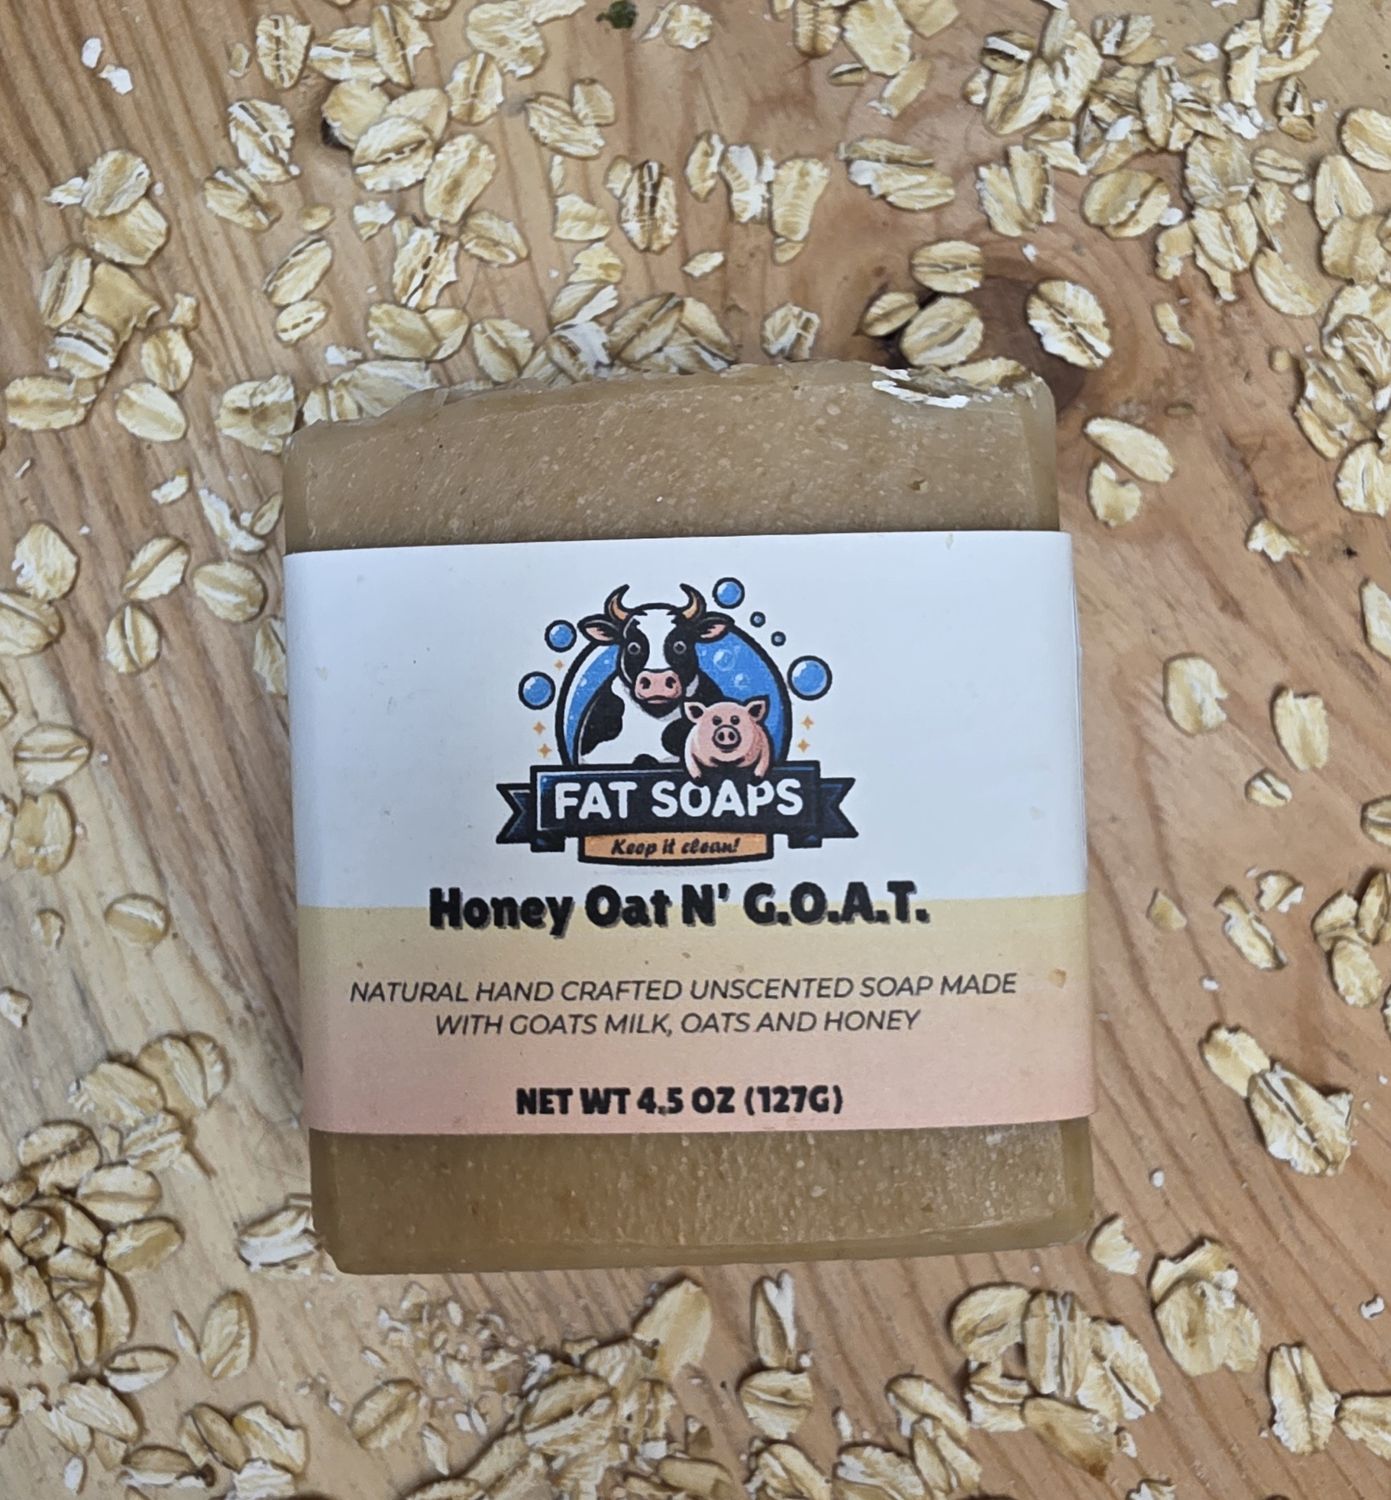 FAT SOAPS
Keep it clean!
Honey Oat N' G.O.A.T.
NATURAL HAND CRAFTED UNSCENTED SOAP MADE
WITH GOATS MILK, OATS AND HONEY
NET WT 4.5 OZ (127G)